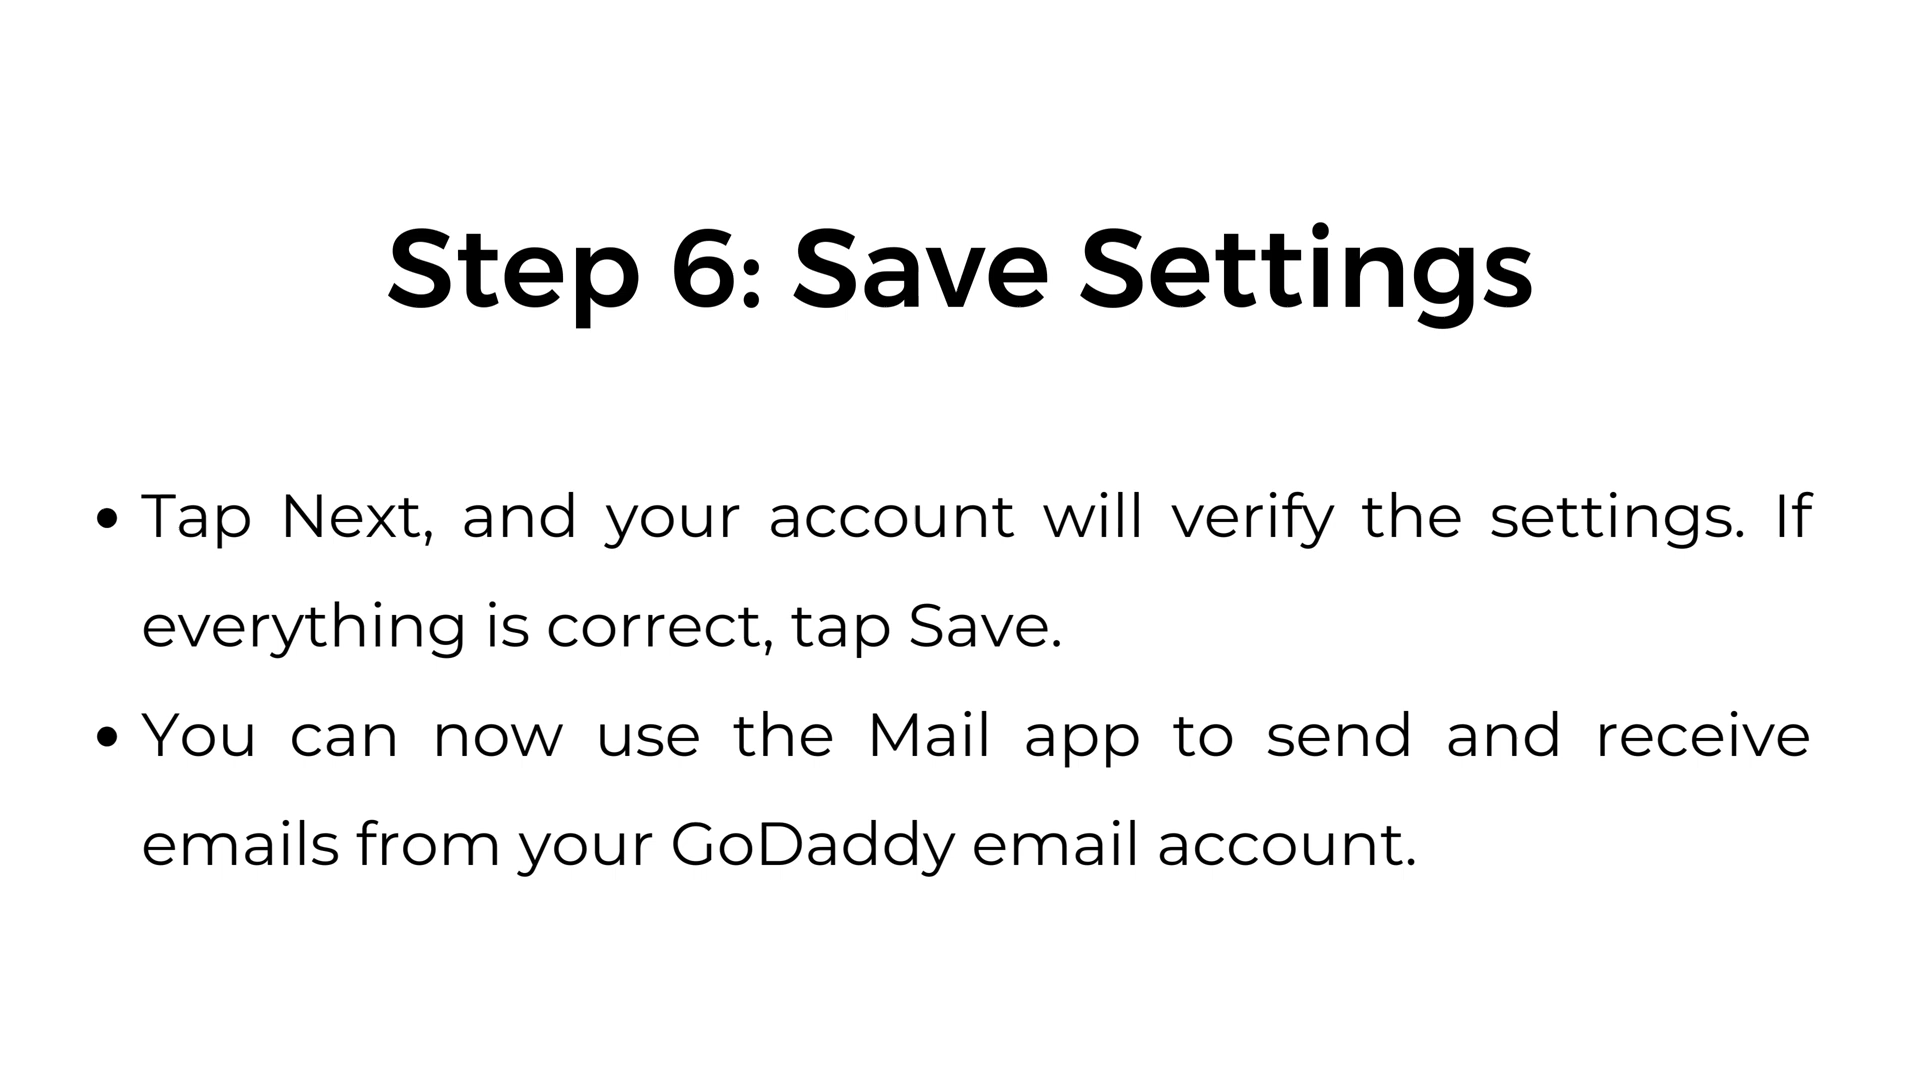 Step 6: Save Settings
• Tap Next, and your account will verify the settings. If
everything is correct, tap Save.
• You can now use the Mail app to send and receive
emails from your GoDaddy email account.